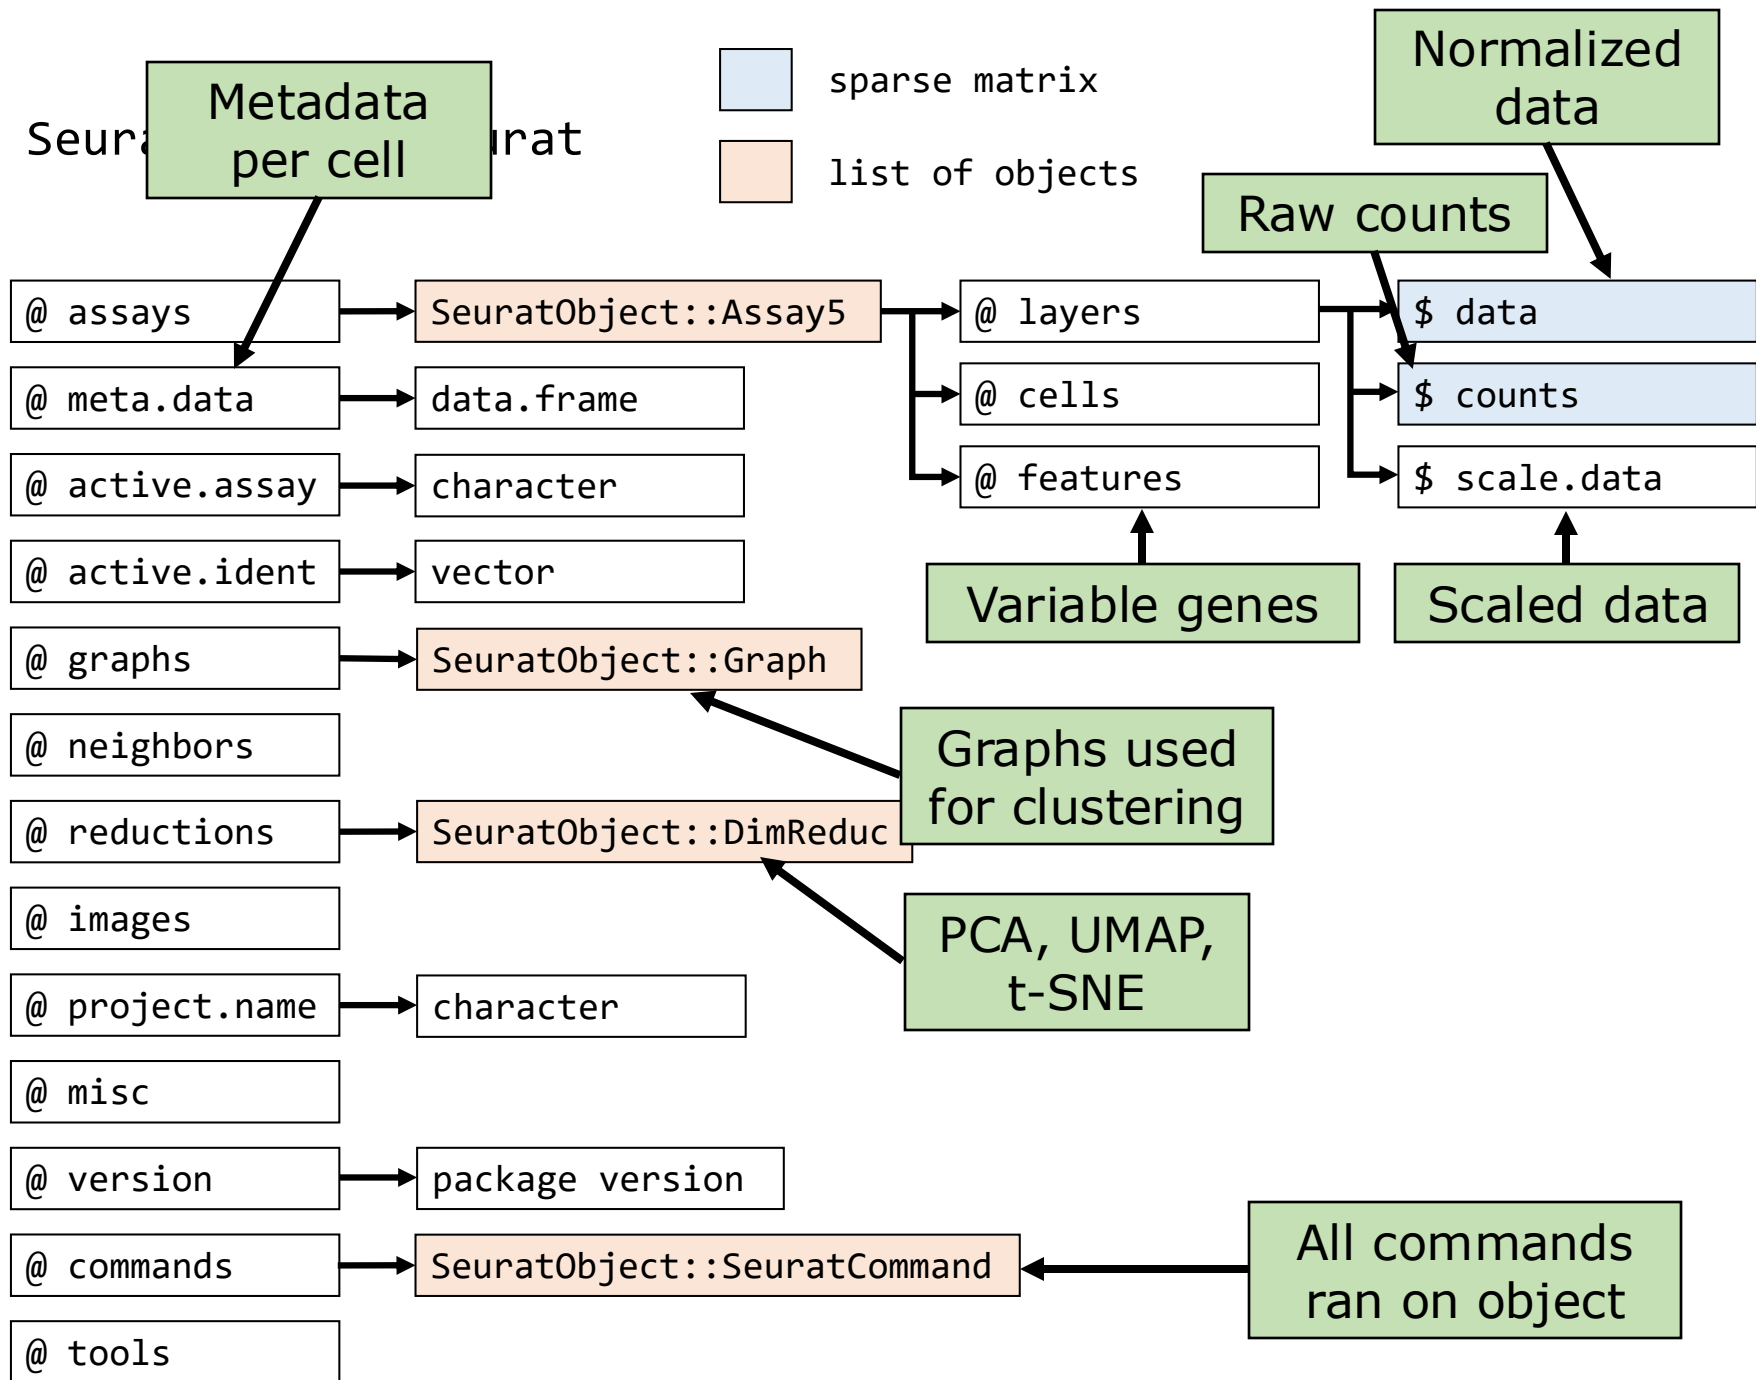 Normalized
data
sparse matrix
Metadata
per cell
list of objects
Raw counts
@ assays
SeuratObject::Assay5
@ layers
$ data
@ meta.data
data.frame
@ cells
$ counts
@ active.assay
character
@ features
$ scale.data
@ active.ident
vector
Variable genes
Scaled data
@ graphs
SeuratObject::Graph
@ neighbors
Graphs used
for clustering
@ reductions
SeuratObject::DimReduc
@ images
PCA, UMAP,
t-SNE
@ project.name
character
@ misc
@ version
package version
@ commands
SeuratObject::SeuratCommand
All commands
ran on object
@ tools